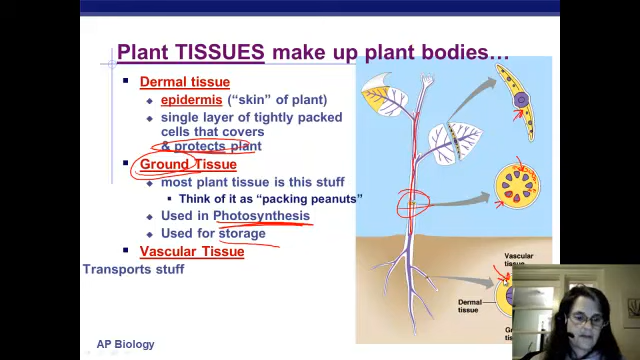 Plant TISSUES make up plant bodies…
Dermal tissue
epidermis (“skin” of plant)
single layer of tightly packed
cells that covers
& protects plant
Ground Tissue
most plant tissue is this stuff
Think of it as “packing peanuts”
Used in Photosynthesis
Used for storage
Vascular Tissue
Transports stuff
Vascular
tissue
Dermal
tissue
AP Biology